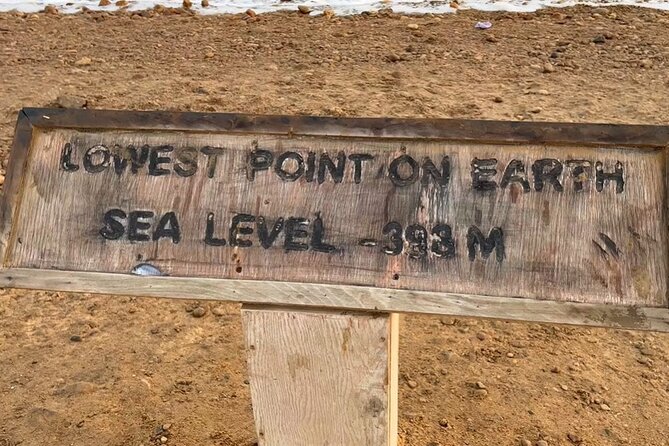 LOWEST POINT ON EARTH
SEA LEVEL -393 M